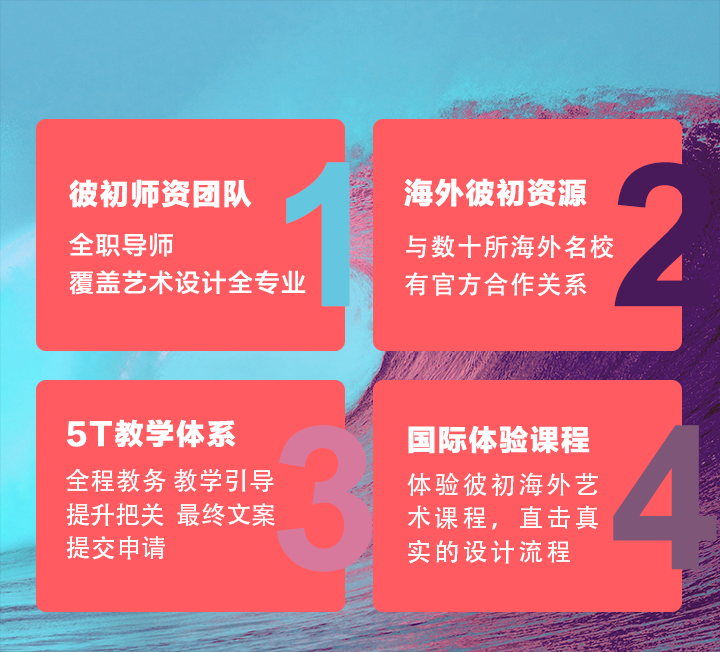 彼初师资团队
全职导师
覆盖艺术设计全专业
1
海外彼初资源
与数十所海外名校
有官方合作关系
2
5T教学体系
全程教务 教学引导
提升把关 最终文案
提交申请
3
国际体验课程
体验彼初海外艺
术课程，直击真
实的设计流程
4